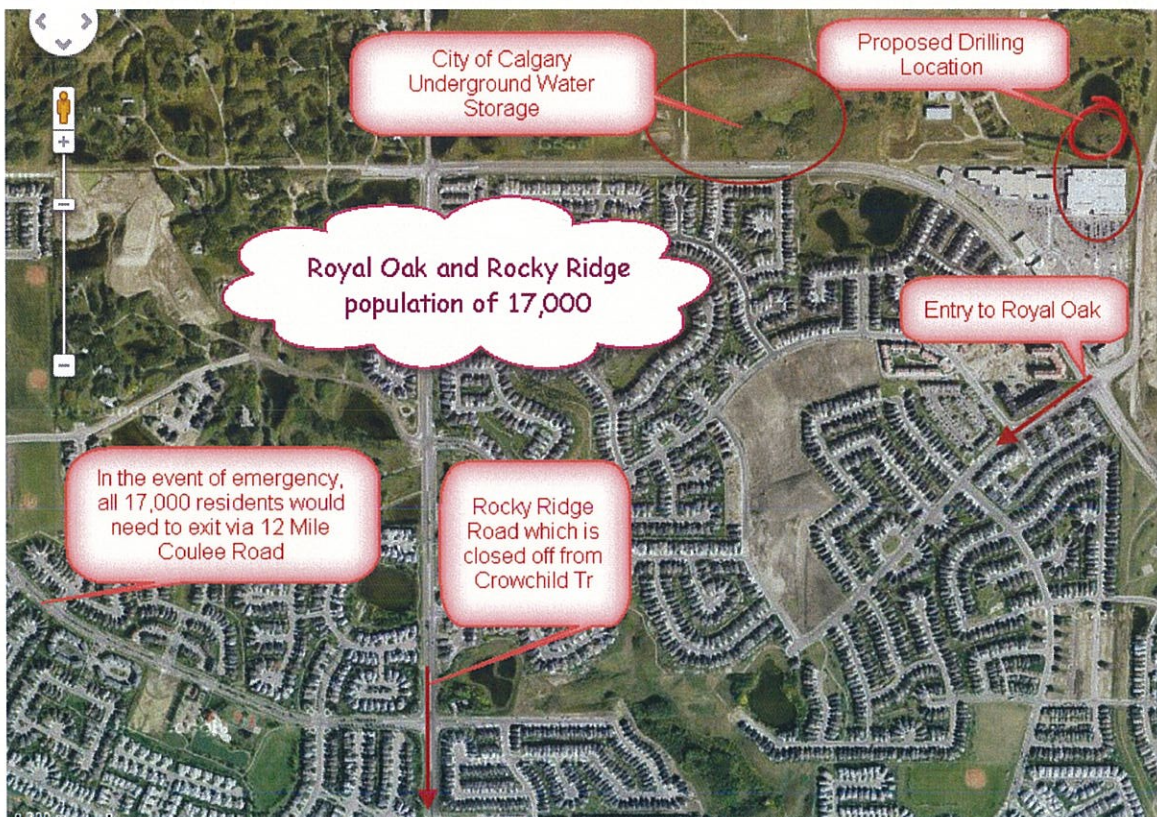 City of Calgary
Underground Water
Storage
Proposed Drilling
Location
Royal Oak and Rocky Ridge
population of 17,000
Entry to Royal Oak
In the event of emergency,
all 17,000 residents would
need to exit via 12 Mile
Coulee Road
Rocky Ridge
Road which is
closed off from
Crowchild Tr